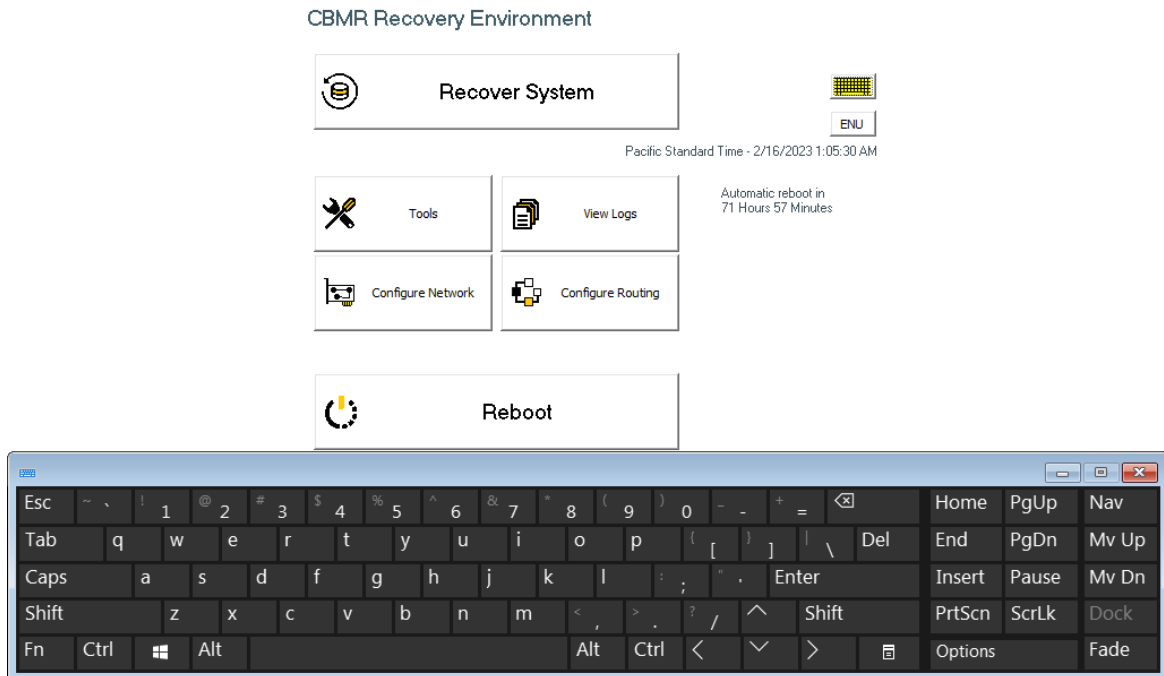 CBMR Recovery Environment
Recover System
ENU
Pacific Standard Time - 2/16/2023 1:05:30 AM
Tools
View Logs
Automatic reboot in
71 Hours 57 Minutes
Configure Network
Configure Routing
Reboot
Esc ~ ` ! 1 @ 2 # 3 $ 4 % 5 ^ 6 & 7 * 8 ( 9 ) 0 _ - + = Home PgUp Nav
Tab q w e r t y u i o p { [ } ] | \ Del End PgDn Mv Up
Caps a s d f g h j k l : ; " ' Enter Insert Pause Mv Dn
Shift z x c v b n m < , > . ? / Shift PrtScn ScrLk Dock
Fn Ctrl Alt Alt Ctrl Options Fade